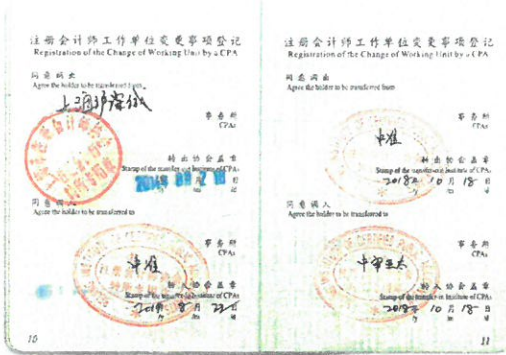 注册会计师工作单位变更事项登记
Registration of the Change of Working Unit by a CPA
同意调出
Agree the holder to be transferred from
事务所
CPAs
转出协会盖章
Stamp of the transfer-out Institute of CPAs
年 月 日
同意调入
Agree the holder to be transferred to
中准
事务所
CPAs
转入协会盖章
Stamp of the transfer-in Institute of CPAs
8月22日
10
注册会计师工作单位变更事项登记
Registration of the Change of Working Unit by a CPA
同意调出
Agree the holder to be transferred from
中准
事务所
CPAs
转出协会盖章
Stamp of the transfer-out Institute of CPAs
2018年10月18日
同意调入
Agree the holder to be transferred to
中审亚太
事务所
CPAs
转入协会盖章
Stamp of the transfer-in Institute of CPAs
2018年10月18日
11